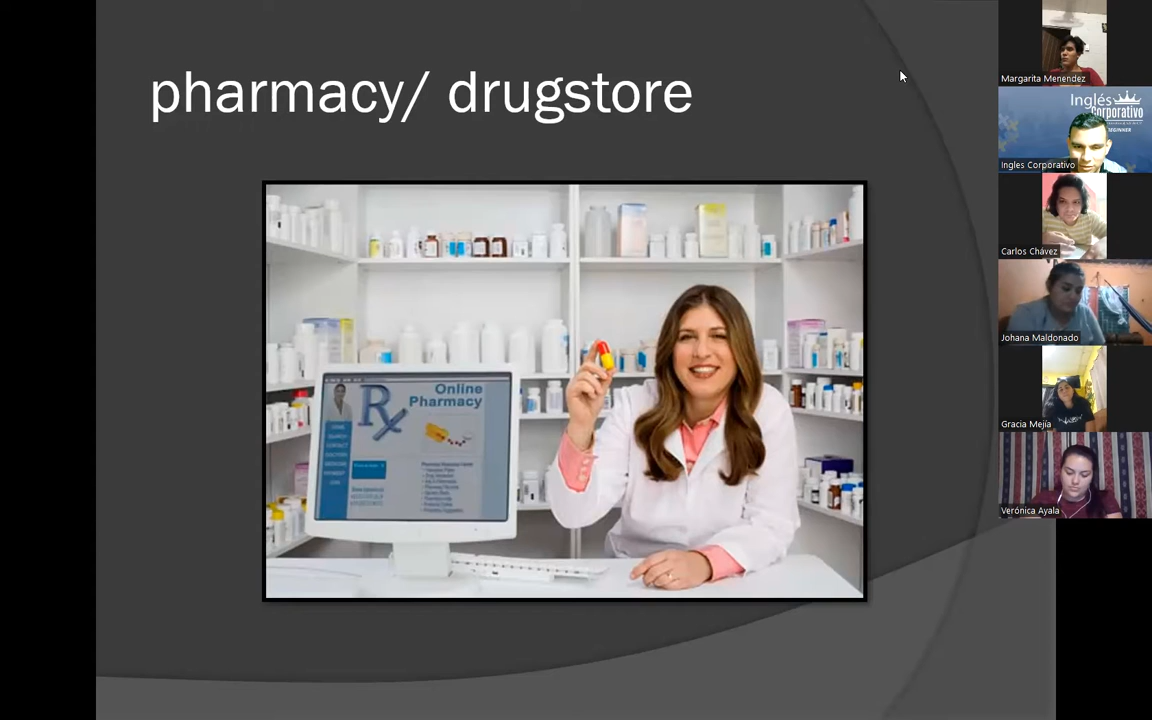 pharmacy/ drugstore
Online
Pharmacy
Rx
Margarita Menendez
Inglés
Corporativo
BEGINNER
Ingles Corporativo
Carlos Chávez
Johana Maldonado
Gracia Mejía
Verónica Ayala